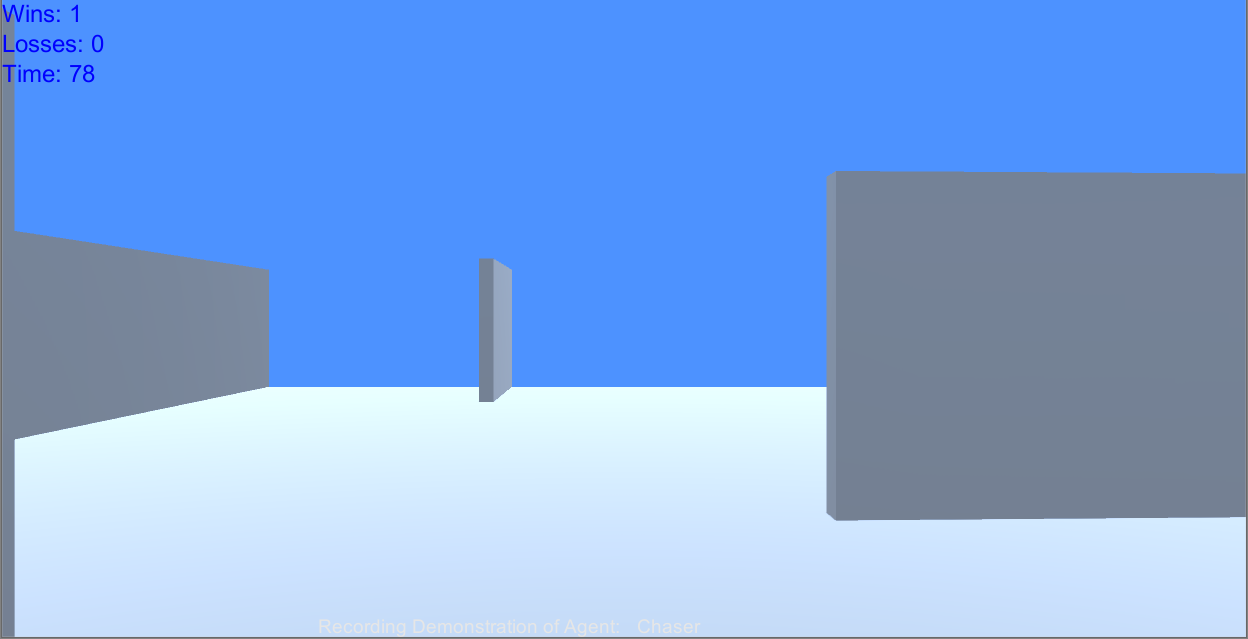 Wins: 1
Losses: 0
Time: 78
Recording Demonstration of Agent: Chaser